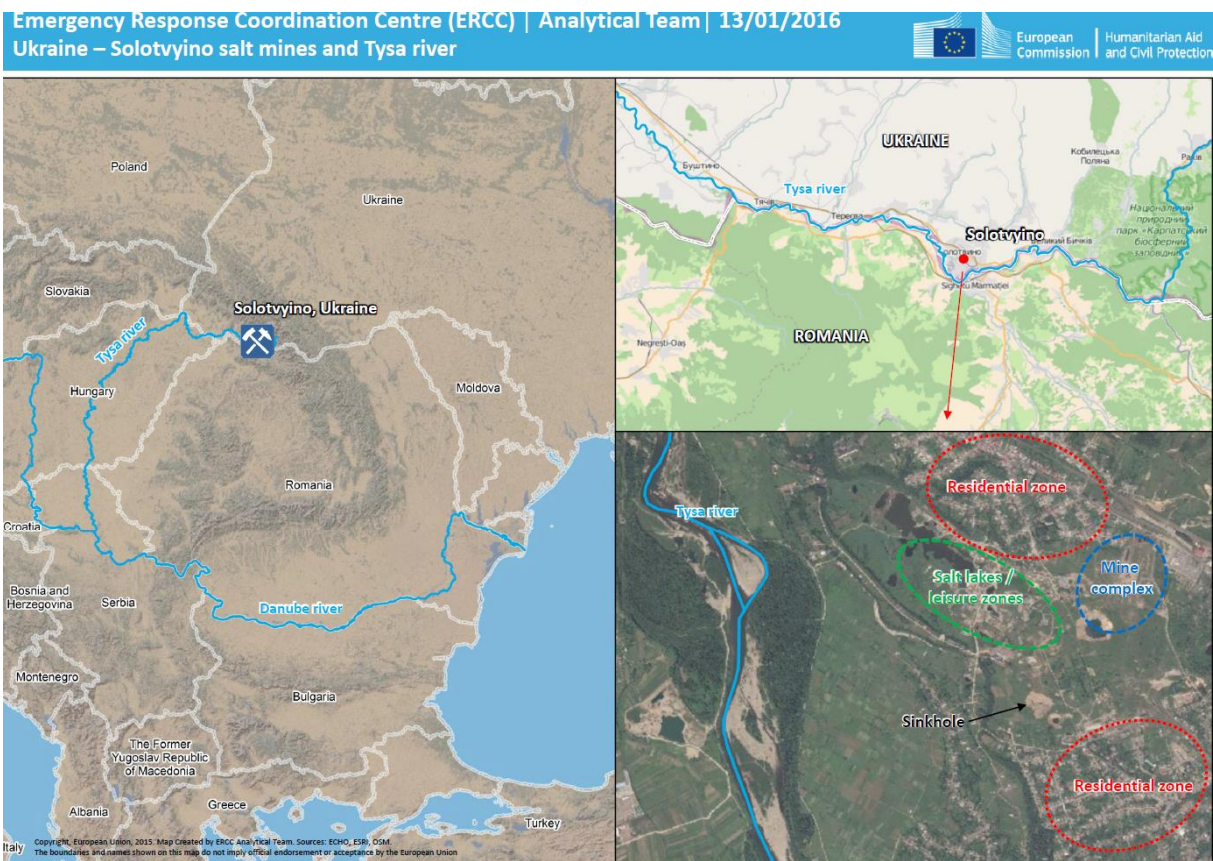 Emergency Response Coordination Centre (ERCC) | Analytical Team | 13/01/2016
Ukraine – Solotvyino salt mines and Tysa river
European
Commission
Humanitarian Aid
and Civil Protection
Poland
Ukraine
Slovakia
Solotvyino, Ukraine
Tysa river
Hungary
Moldova
Romania
Croatia
Bosnia and
Herzegovina
Serbia
Danube river
Montenegro
Bulgaria
The Former
Yugoslav Republic
of Macedonia
Albania
Greece
Turkey
Italy
Copyright, European Union, 2015. Map Created by ERCC Analytical Team. Sources: ECHO, ESRI, OSM.
The boundaries and names shown on this map do not imply official endorsement or acceptance by the European Union
UKRAINE
Кобилецька
Поляна
Буштино
Рахів
Tysa river
Тячів
Тересва
Національний
природний
парк «Карпатський
біосферний
заповідник»
Solotvyino
Великий Бичків
Sighetu Marmației
ROMANIA
Negrești-Oaș
Residential zone
Tysa river
Salt lakes /
leisure zones
Mine
complex
Sinkhole
Residential zone